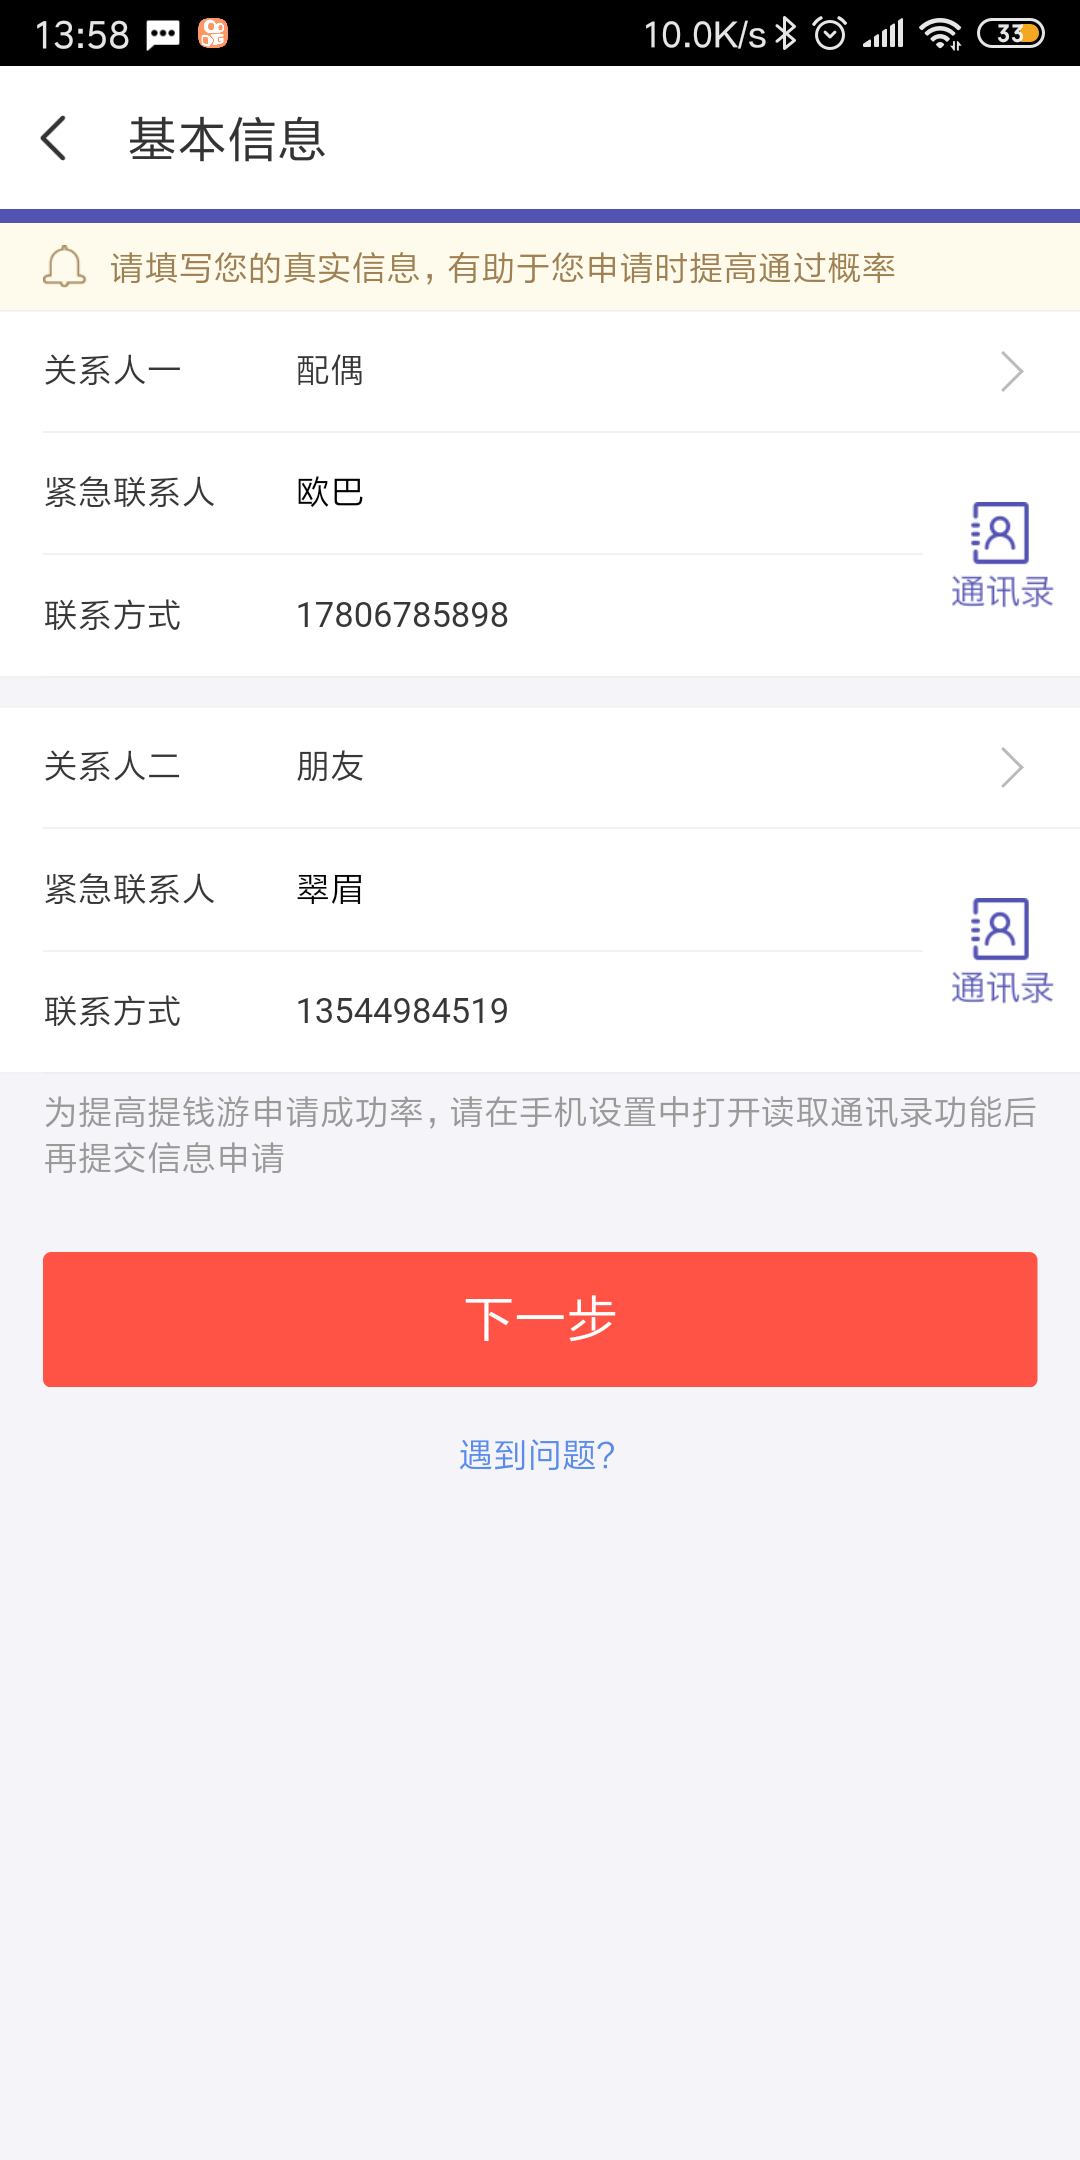 13:58 10.0K/s 33
基本信息
请填写您的真实信息，有助于您申请时提高通过概率
关系人一 配偶
紧急联系人 欧巴
通讯录
联系方式 17806785898
关系人二 朋友
紧急联系人 翠眉
通讯录
联系方式 13544984519
为提高提钱游申请成功率，请在手机设置中打开读取通讯录功能后
再提交信息申请
下一步
遇到问题?